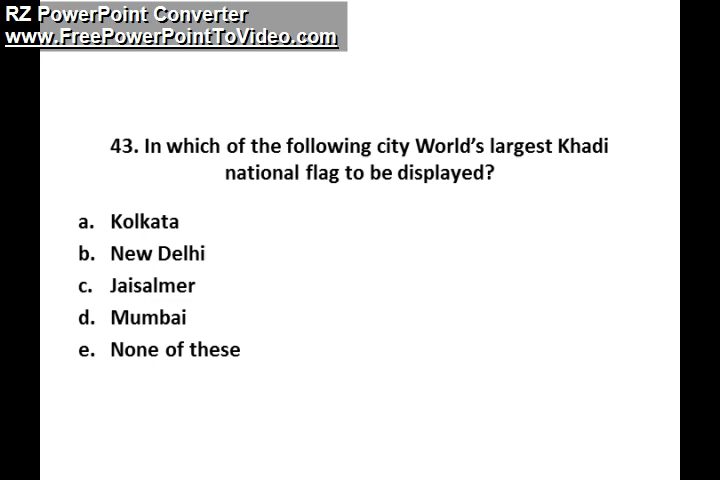 RZ PowerPoint Converter
www.FreePowerPointToVideo.com
43. In which of the following city World's largest Khadi
national flag to be displayed?
a. Kolkata
b. New Delhi
c. Jaisalmer
d. Mumbai
e. None of these